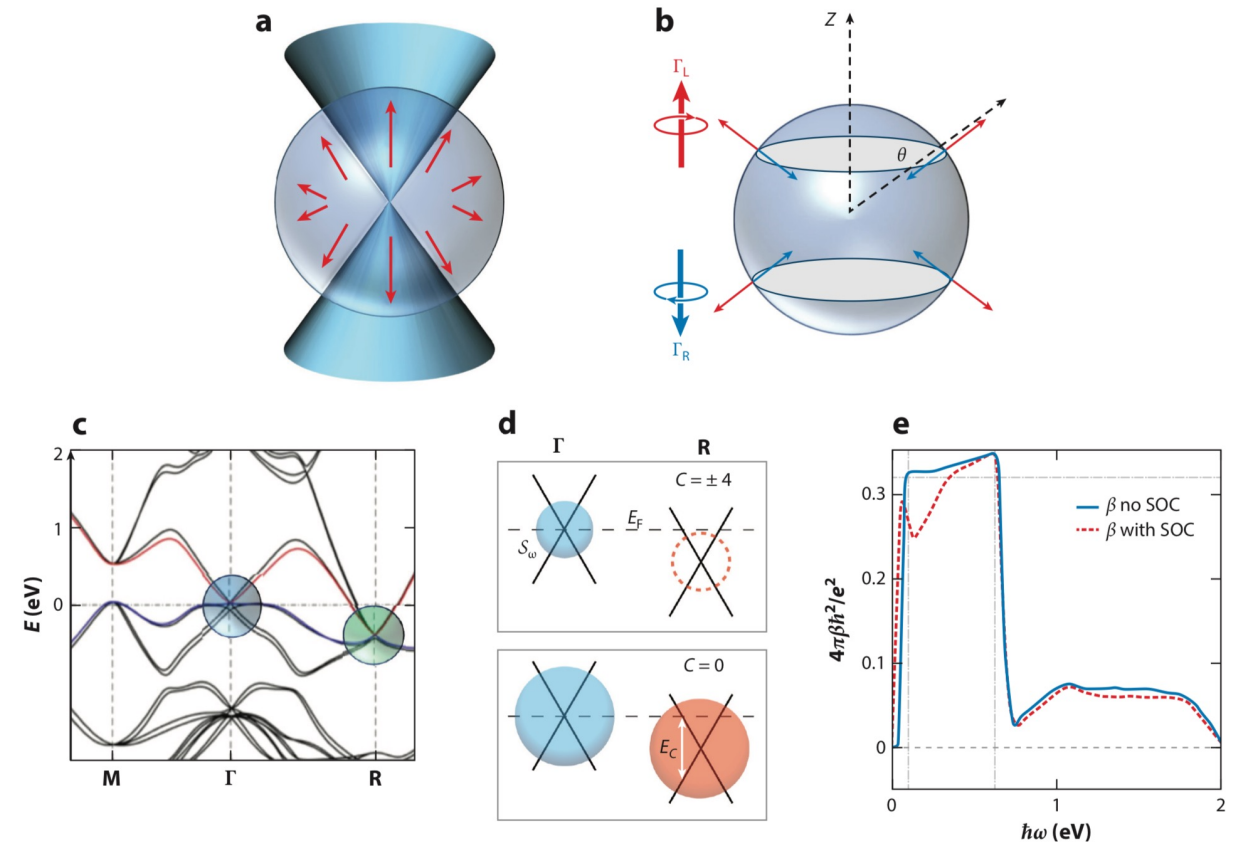 a
b
Z
Γ_L
θ
Γ_R
c
2
1
0
E (eV)
M
Γ
R
d
Γ
R
C = ± 4
E_F
S_ω
C = 0
E_C
e
0.3
0.2
0.1
0
4πβħ²/e²
β no SOC
β with SOC
0
1
2
ħω (eV)